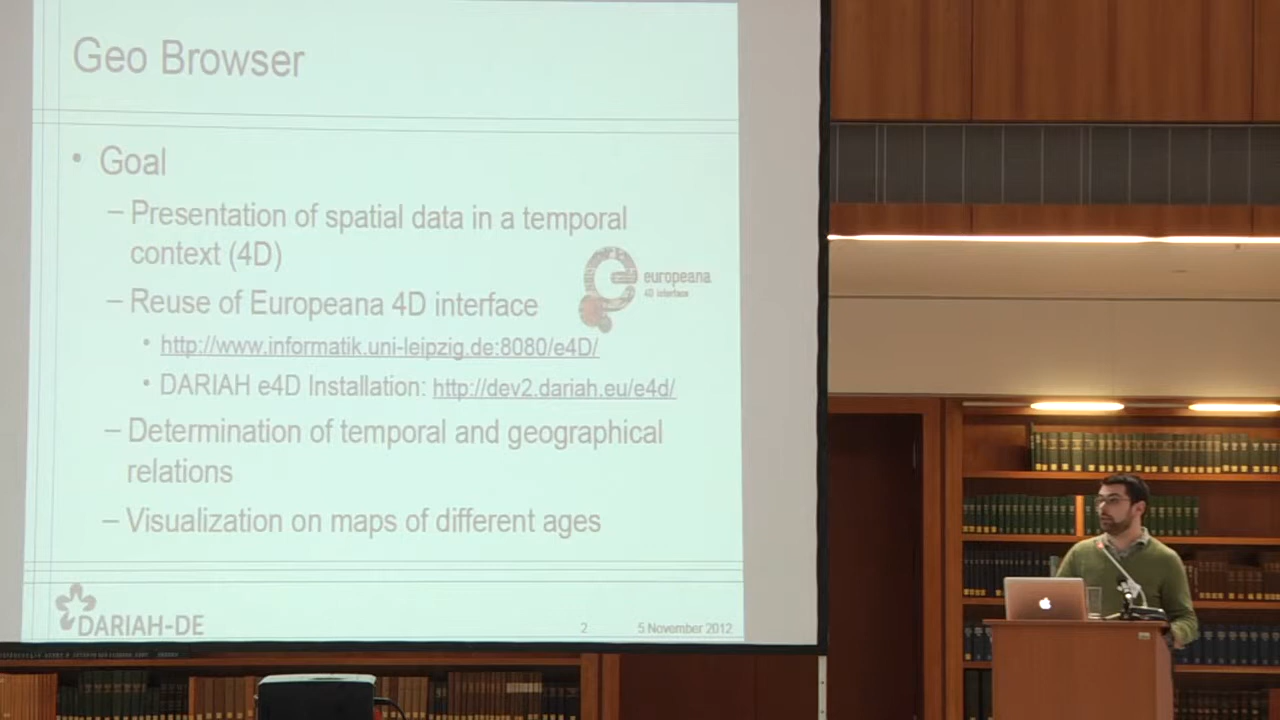 Geo Browser
• Goal
– Presentation of spatial data in a temporal
context (4D)
– Reuse of Europeana 4D interface
europeana
4D interface
• http://www.informatik.uni-leipzig.de:8080/e4D/
• DARIAH e4D Installation: http://dev2.dariah.eu/e4d/
– Determination of temporal and geographical
relations
– Visualization on maps of different ages
DARIAH-DE
2
5.November 2012